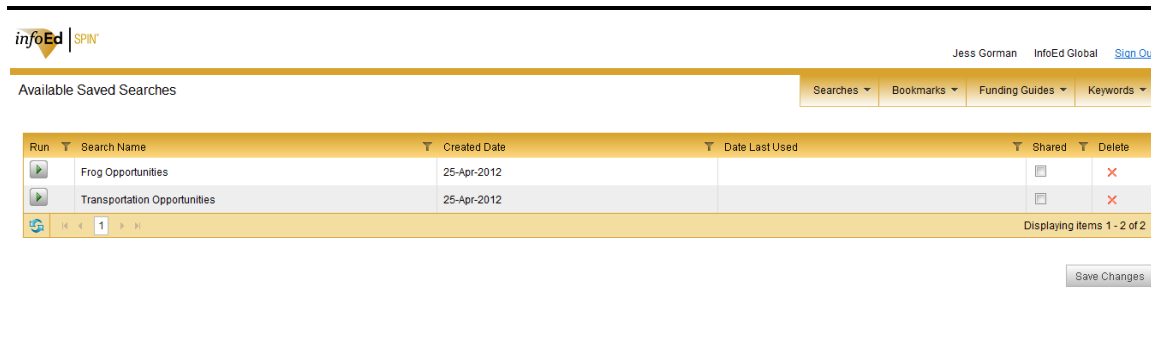 infoEd SPIN
Jess Gorman InfoEd Global Sign Ou
Available Saved Searches
Searches Bookmarks Funding Guides Keywords
Run Search Name Created Date Date Last Used Shared Delete
Frog Opportunities 25-Apr-2012
Transportation Opportunities 25-Apr-2012
1 Displaying items 1 - 2 of 2
Save Changes